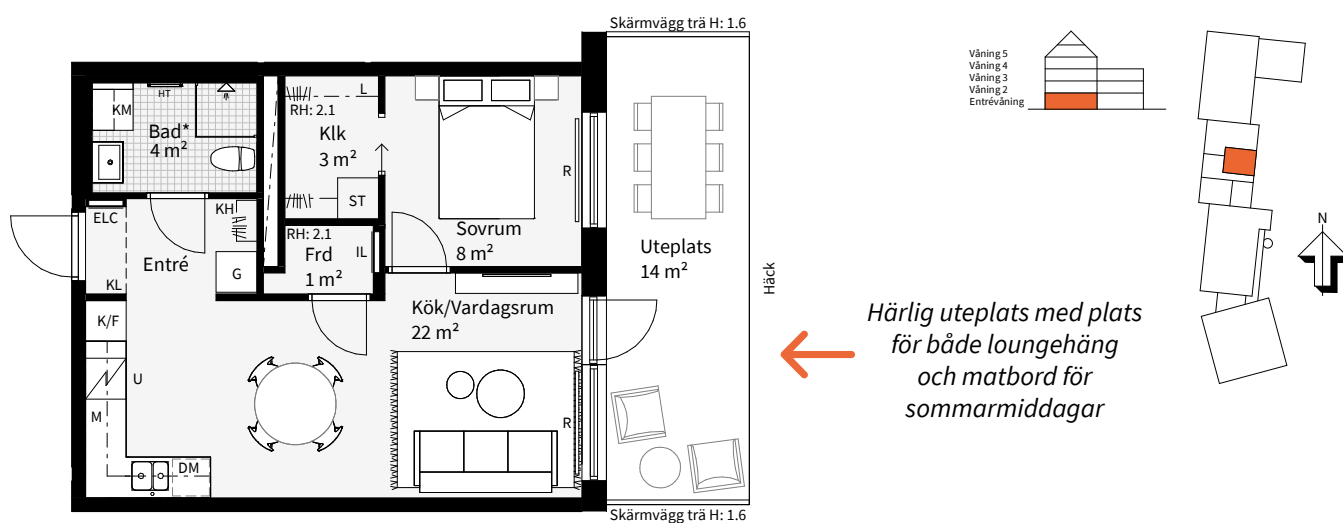 Skärmvägg trä H: 1.6
HT
KM
Bad*
4 m²
L
RH: 2.1
Klk
3 m²
ST
R
Sovrum
8 m²
ELC
KH
Entré
G
KL
RH: 2.1
Frd
1 m²
IL
Uteplats
14 m²
Häck
Kök/Vardagsrum
22 m²
K/F
U
M
DM
R
Skärmvägg trä H: 1.6
Härlig uteplats med plats
för både loungehäng
och matbord för
sommarmiddagar
Våning 5
Våning 4
Våning 3
Våning 2
Entrévåning
N